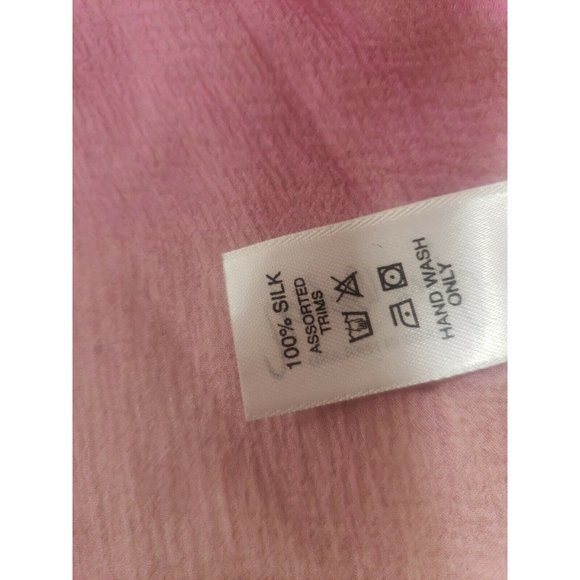 100% SILK
ASSORTED
TRIMS
HAND WASH
ONLY